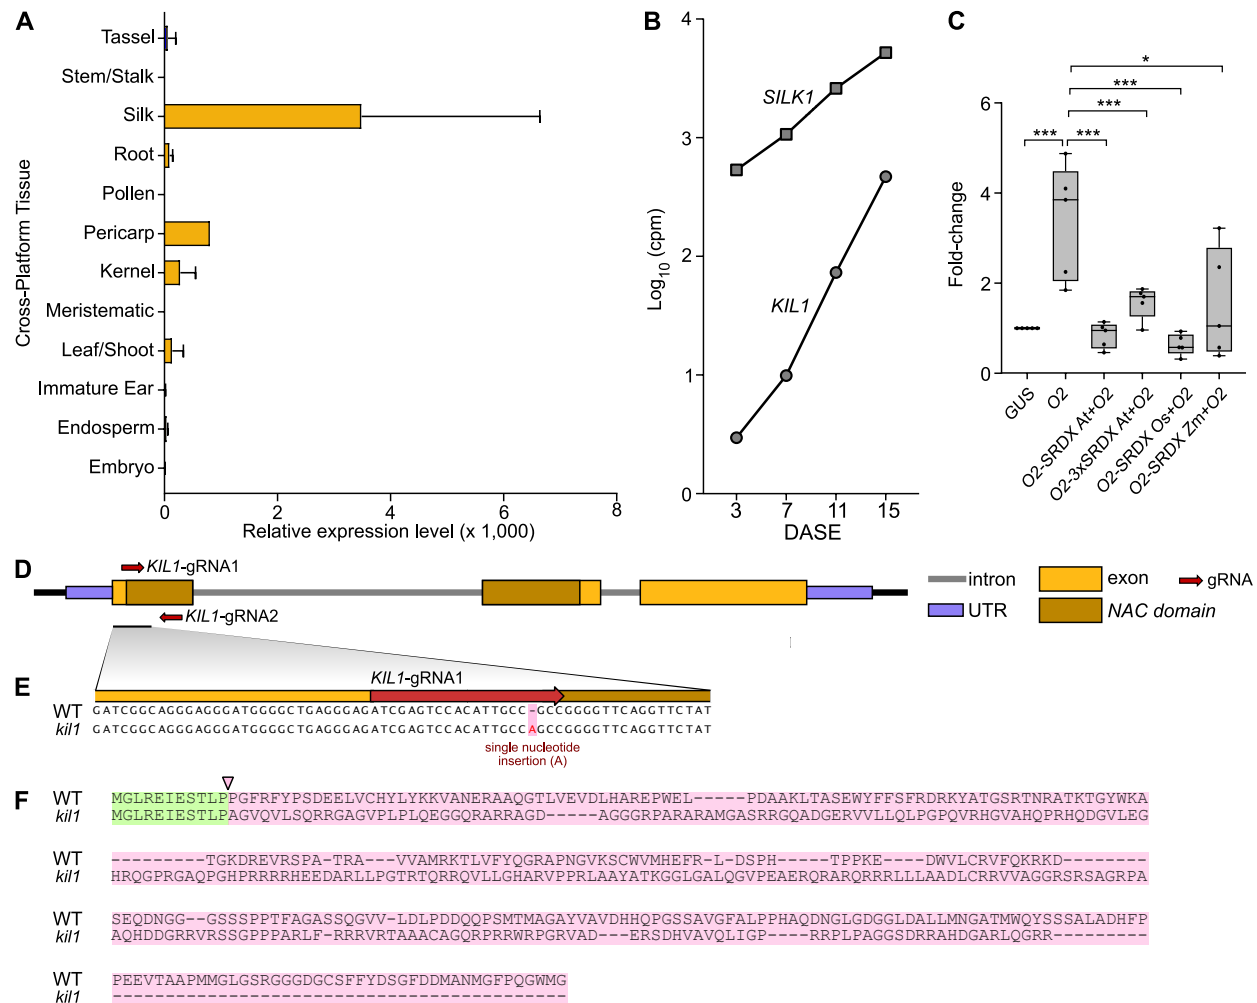 A
Cross-Platform Tissue
Tassel
Stem/Stalk
Silk
Root
Pollen
Pericarp
Kernel
Meristematic
Leaf/Shoot
Immature Ear
Endosperm
Embryo
0 2 4 6 8
Relative expression level (x 1,000)
B
Log10 (cpm)
4
3
2
1
0
SILK1
KIL1
3 7 11 15
DASE
C
Fold-change
6
4
2
0
*
***
***
*** ***
GUS
O2
O2-SRDX At+O2
O2-3xSRDX At+O2
O2-SRDX Os+O2
O2-SRDX Zm+O2
D
KIL1-gRNA1
KIL1-gRNA2
intron
exon
gRNA
UTR
NAC domain
E
KIL1-gRNA1
WT GATCGGCAGGGAGGGATGGGGCTGAGGGAGATCGAGTCCACATTGCC-GCCGGGGTTCAGGTTCTAT
kil1 GATCGGCAGGGAGGGATGGGGCTGAGGGAGATCGAGTCCACATTGCCAGCCGGGGTTCAGGTTCTAT
single nucleotide
insertion (A)
F
WT MGLREIESTLPPGFRFYPSDEELVCHYLYKKVANERAAQGTLVEVDLHAREPWEL-----PDAAKLTASEWYFFSFRDRKYATGSRTNRATKTGYWKA
kil1 MGLREIESTLPAGVQVLSQRRGAGVPLPLQEGGQRARRAGD-----AGGGRPARARAMGASRRGQADGERVVLLQLPGPQVRHGVAHQPRHQDGVLEG
WT ---------TGKDREVRSPA-TRA---VVAMRKTLVFYQGRAPNGVKSCWVMHEFR-L-DSPH-----TPPKE----DWVLCRVFQKRKD--------
kil1 HRQGPRGAQPGHPRRRRHEEDARLLPGTRTQRRQVLLGHARVPPRLAAYATKGGLGALQGVPEAERQRARQRRRLLLAADLCRRVVAGGRSRSAGRPA
WT SEQDNGG--GSSSPPTFAGASSQGVV-LDLPDDQQPSMTMAGAYVAVDHHQPGSSAVGFALPPHAQDNGLGDGGLDALLMNGATMWQYSSSALADHFP
kil1 AQHDDGRRVRSSGPPPARLF-RRRVRTAAACAGQRPRRWRPGRVAD---ERSDHVAVQLIGP-----RRPLPAGGSDRRAHDGARLQGRR---------
WT PEEVTAAPMMGLGSRGGGDGCSFFYDSGFDDMANMGFPQGWMG
kil1 -------------------------------------------